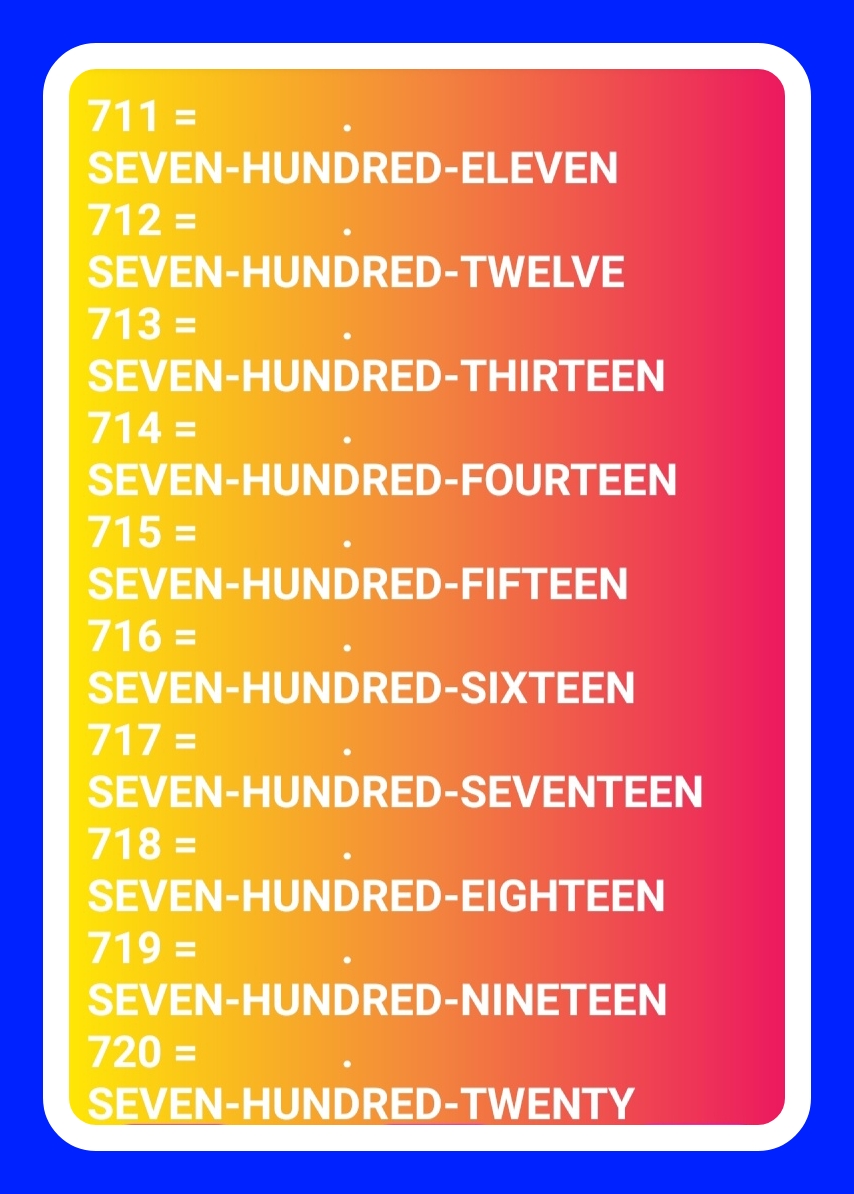 711 = .
SEVEN-HUNDRED-ELEVEN
712 = .
SEVEN-HUNDRED-TWELVE
713 = .
SEVEN-HUNDRED-THIRTEEN
714 = .
SEVEN-HUNDRED-FOURTEEN
715 = .
SEVEN-HUNDRED-FIFTEEN
716 = .
SEVEN-HUNDRED-SIXTEEN
717 = .
SEVEN-HUNDRED-SEVENTEEN
718 = .
SEVEN-HUNDRED-EIGHTEEN
719 = .
SEVEN-HUNDRED-NINETEEN
720 = .
SEVEN-HUNDRED-TWENTY